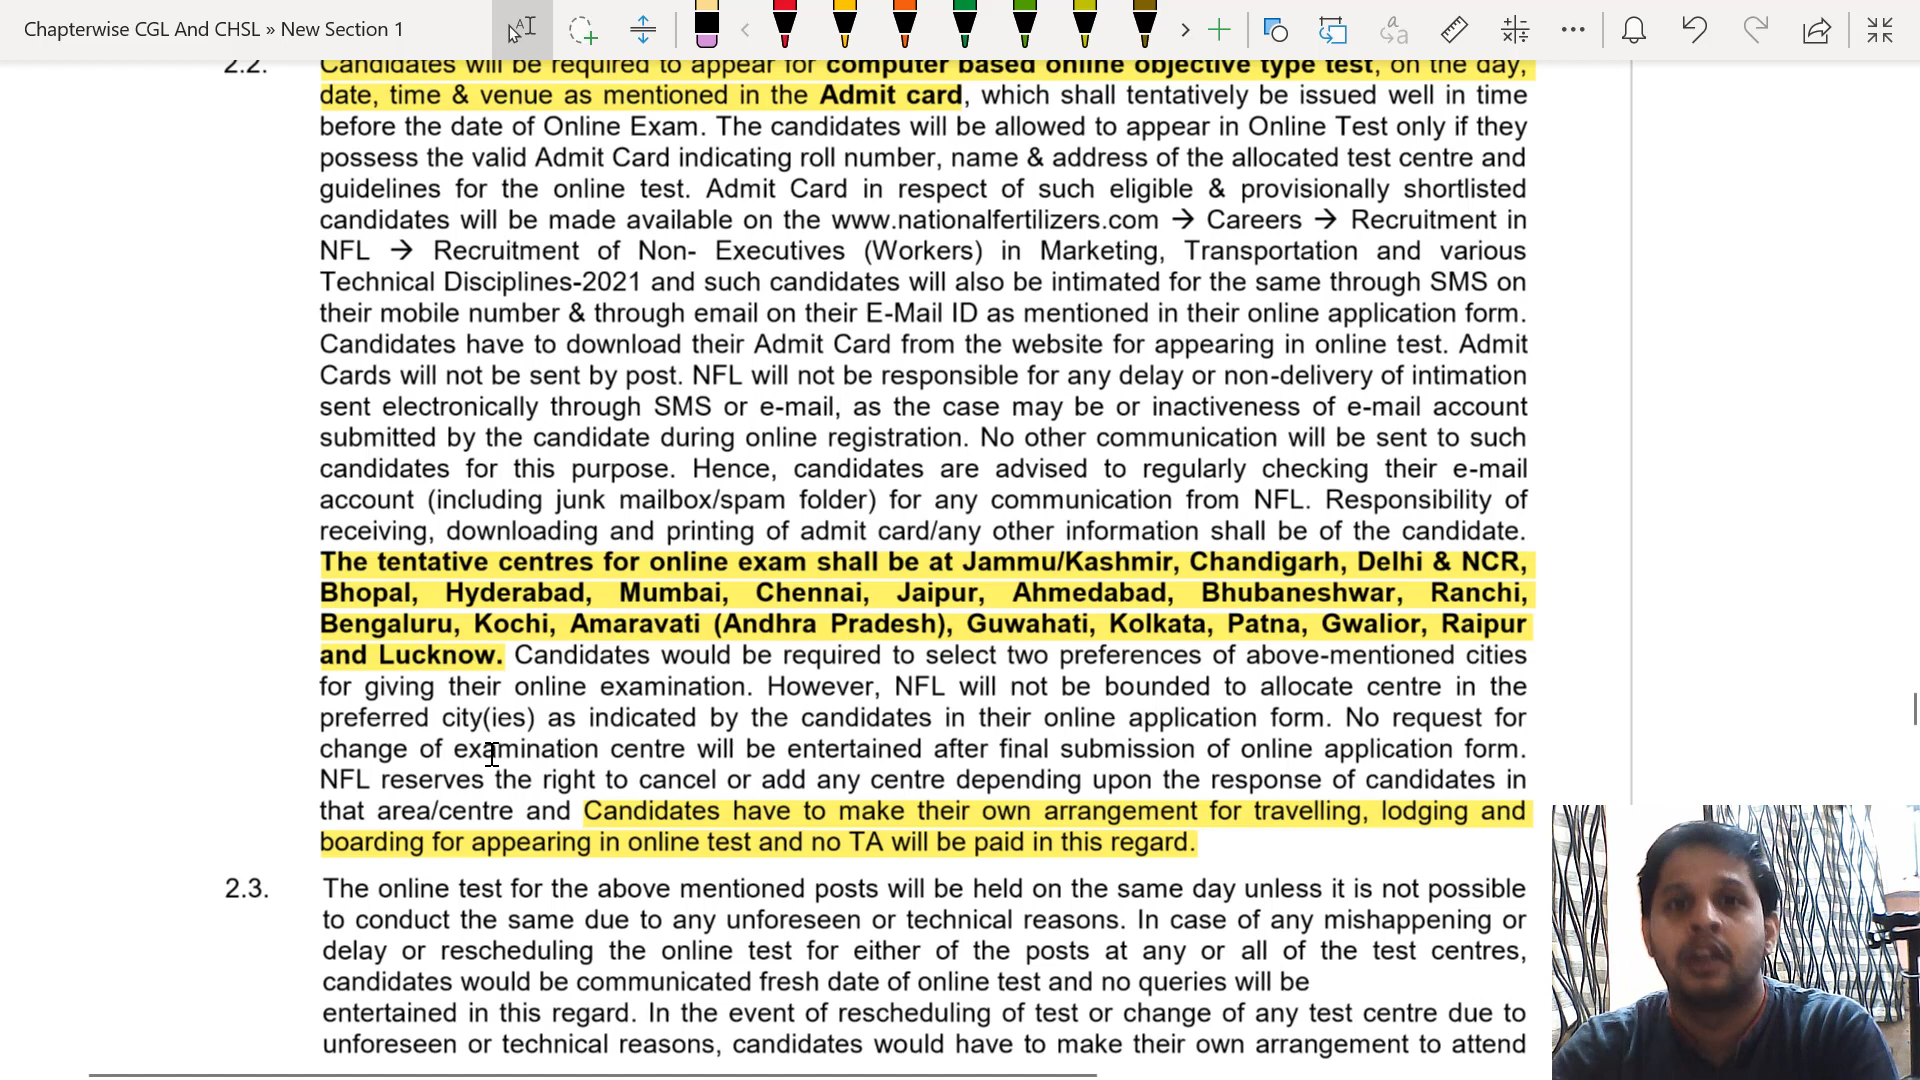 Chapterwise CGL And CHSL » New Section 1
2.2. Candidates will be required to appear for computer based online objective type test, on the day,
date, time & venue as mentioned in the Admit card, which shall tentatively be issued well in time
before the date of Online Exam. The candidates will be allowed to appear in Online Test only if they
possess the valid Admit Card indicating roll number, name & address of the allocated test centre and
guidelines for the online test. Admit Card in respect of such eligible & provisionally shortlisted
candidates will be made available on the www.nationalfertilizers.com → Careers → Recruitment in
NFL → Recruitment of Non- Executives (Workers) in Marketing, Transportation and various
Technical Disciplines-2021 and such candidates will also be intimated for the same through SMS on
their mobile number & through email on their E-Mail ID as mentioned in their online application form.
Candidates have to download their Admit Card from the website for appearing in online test. Admit
Cards will not be sent by post. NFL will not be responsible for any delay or non-delivery of intimation
sent electronically through SMS or e-mail, as the case may be or inactiveness of e-mail account
submitted by the candidate during online registration. No other communication will be sent to such
candidates for this purpose. Hence, candidates are advised to regularly checking their e-mail
account (including junk mailbox/spam folder) for any communication from NFL. Responsibility of
receiving, downloading and printing of admit card/any other information shall be of the candidate.
The tentative centres for online exam shall be at Jammu/Kashmir, Chandigarh, Delhi & NCR,
Bhopal, Hyderabad, Mumbai, Chennai, Jaipur, Ahmedabad, Bhubaneshwar, Ranchi,
Bengaluru, Kochi, Amaravati (Andhra Pradesh), Guwahati, Kolkata, Patna, Gwalior, Raipur
and Lucknow. Candidates would be required to select two preferences of above-mentioned cities
for giving their online examination. However, NFL will not be bounded to allocate centre in the
preferred city(ies) as indicated by the candidates in their online application form. No request for
change of examination centre will be entertained after final submission of online application form.
NFL reserves the right to cancel or add any centre depending upon the response of candidates in
that area/centre and Candidates have to make their own arrangement for travelling, lodging and
boarding for appearing in online test and no TA will be paid in this regard.
2.3. The online test for the above mentioned posts will be held on the same day unless it is not possible
to conduct the same due to any unforeseen or technical reasons. In case of any mishappening or
delay or rescheduling the online test for either of the posts at any or all of the test centres,
candidates would be communicated fresh date of online test and no queries will be
entertained in this regard. In the event of rescheduling of test or change of any test centre due to
unforeseen or technical reasons, candidates would have to make their own arrangement to attend